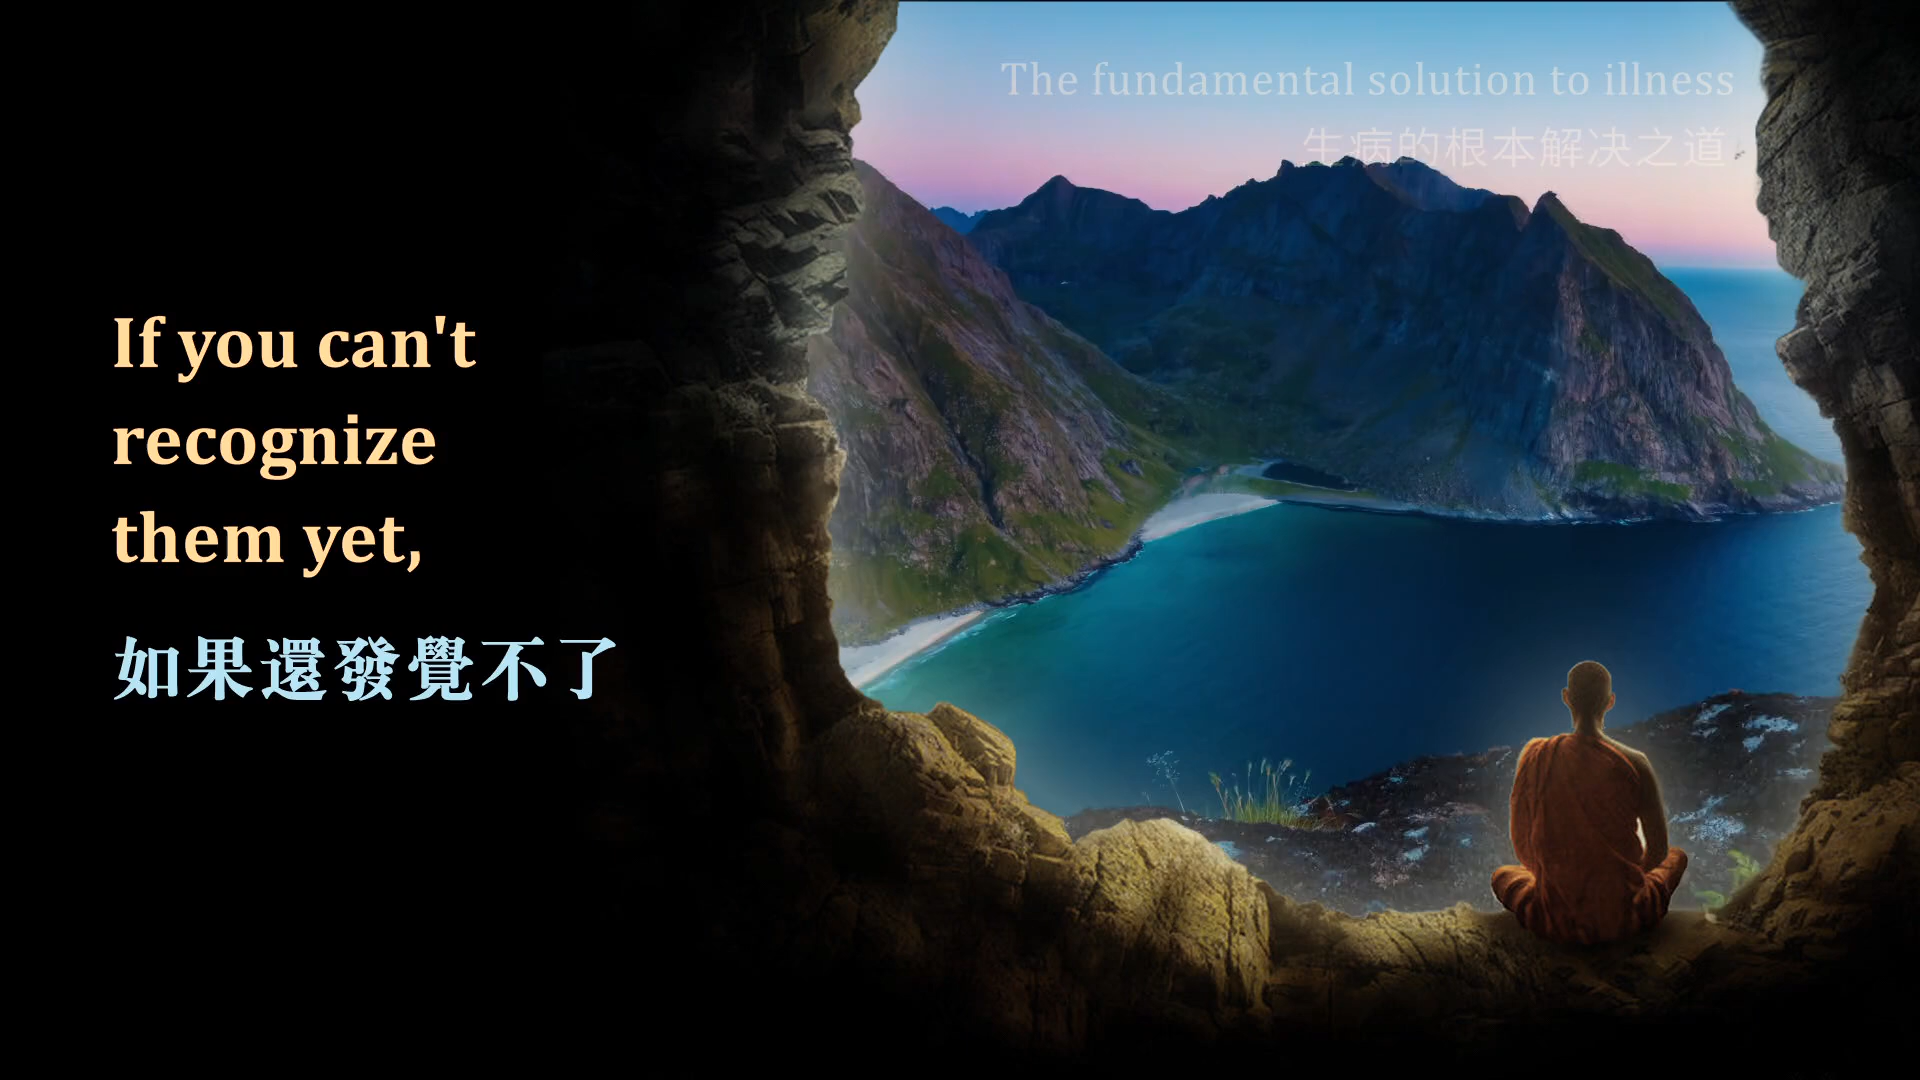 The fundamental solution to illness
生病的根本解决之道
If you can't
recognize
them yet,
如果還發覺不了